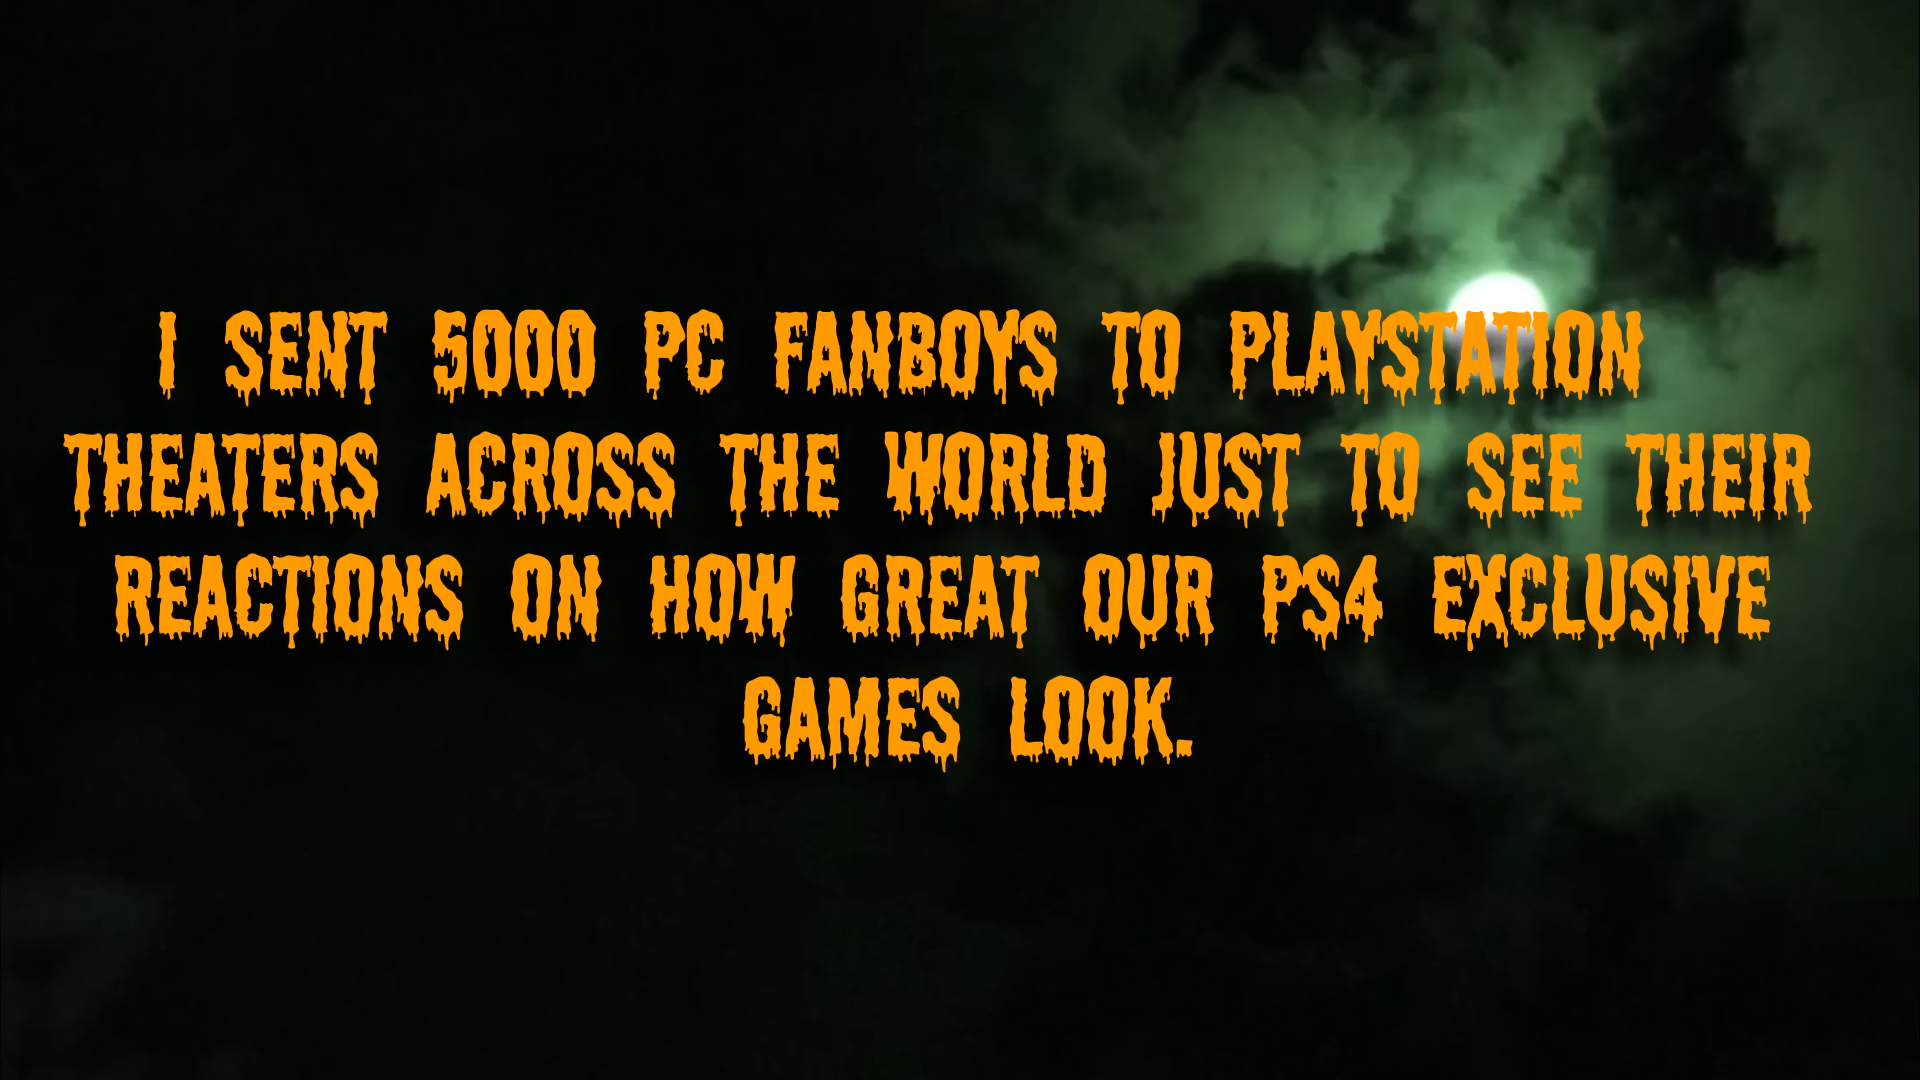 I SENT 5000 PC FANBOYS TO PLAYSTATION
THEATERS ACROSS THE WORLD JUST TO SEE THEIR
REACTIONS ON HOW GREAT OUR PS4 EXCLUSIVE
GAMES LOOK.